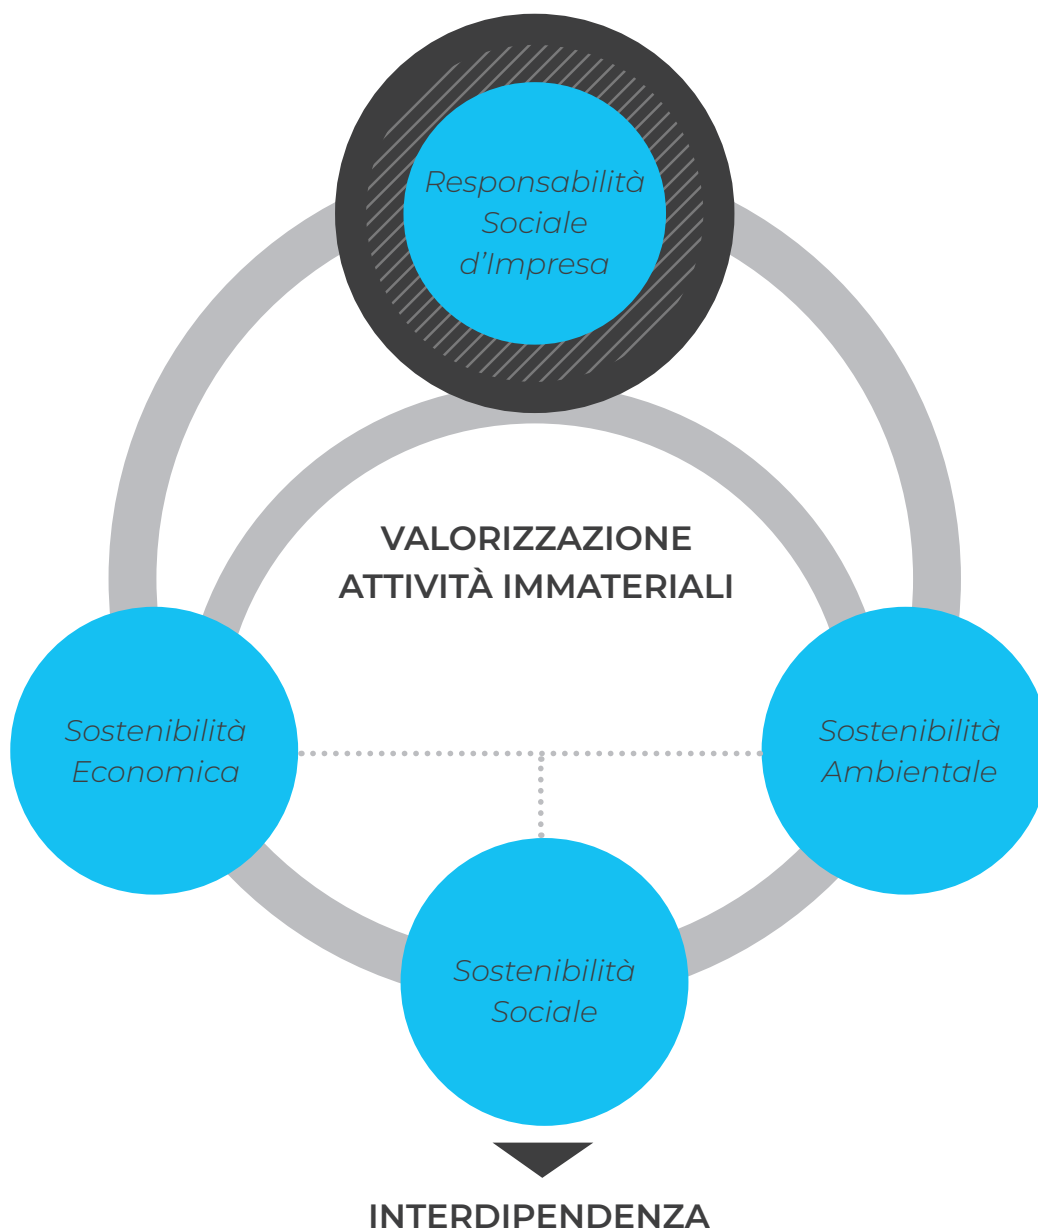 Responsabilità
Sociale
d’Impresa
VALORIZZAZIONE
ATTIVITÀ IMMATERIALI
Sostenibilità
Economica
Sostenibilità
Ambientale
Sostenibilità
Sociale
INTERDIPENDENZA